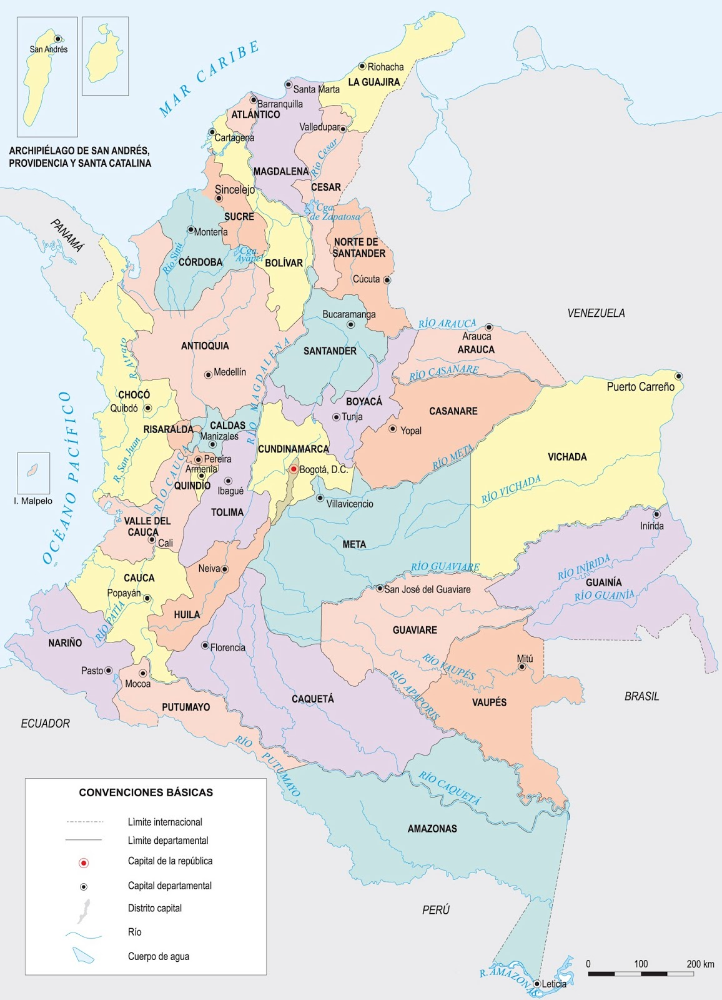 San Andrés
ARCHIPIÉLAGO DE SAN ANDRÉS,
PROVIDENCIA Y SANTA CATALINA
MAR CARIBE
Riohacha
LA GUAJIRA
Santa Marta
Barranquilla
ATLÁNTICO
Valledupar
Cartagena
Río Cesar
MAGDALENA
CESAR
Sincelejo
Cga.
de Zapatosa
SUCRE
PANAMÁ
Montería
NORTE DE
SANTANDER
Río Sinú
CÓRDOBA
Cga.
Ayapel
BOLÍVAR
Cúcuta
VENEZUELA
Bucaramanga
RÍO ARAUCA
Arauca
ARAUCA
ANTIOQUIA
SANTANDER
R. Atrato
RÍO MAGDALENA
Medellín
RÍO CASANARE
Puerto Carreño
CHOCÓ
Quibdó
BOYACÁ
Tunja
CASANARE
Yopal
RISARALDA
CALDAS
Manizales
OCÉANO PACÍFICO
R. San Juan
RÍO CAUCA
CUNDINAMARCA
RÍO META
VICHADA
Pereira
Armenia
Bogotá, D.C.
QUINDÍO
Ibagué
RÍO VICHADA
I. Malpelo
Villavicencio
TOLIMA
VALLE DEL
CAUCA
Cali
META
Inírida
Neiva
RÍO GUAVIARE
RÍO INÍRIDA
CAUCA
Popayán
San José del Guaviare
GUAINÍA
RÍO GUAINÍA
RÍO PATÍA
HUILA
GUAVIARE
NARIÑO
Florencia
Mitú
RÍO VAUPÉS
Pasto
Mocoa
RÍO APAPORIS
CAQUETÁ
VAUPÉS
BRASIL
PUTUMAYO
ECUADOR
RÍO PUTUMAYO
RÍO CAQUETÁ
AMAZONAS
PERÚ
R. AMAZONAS
Leticia
CONVENCIONES BÁSICAS
Lìmite internacional
Lìmite departamental
Capital de la república
Capital departamental
Distrito capital
Río
Cuerpo de agua
0 100 200 km